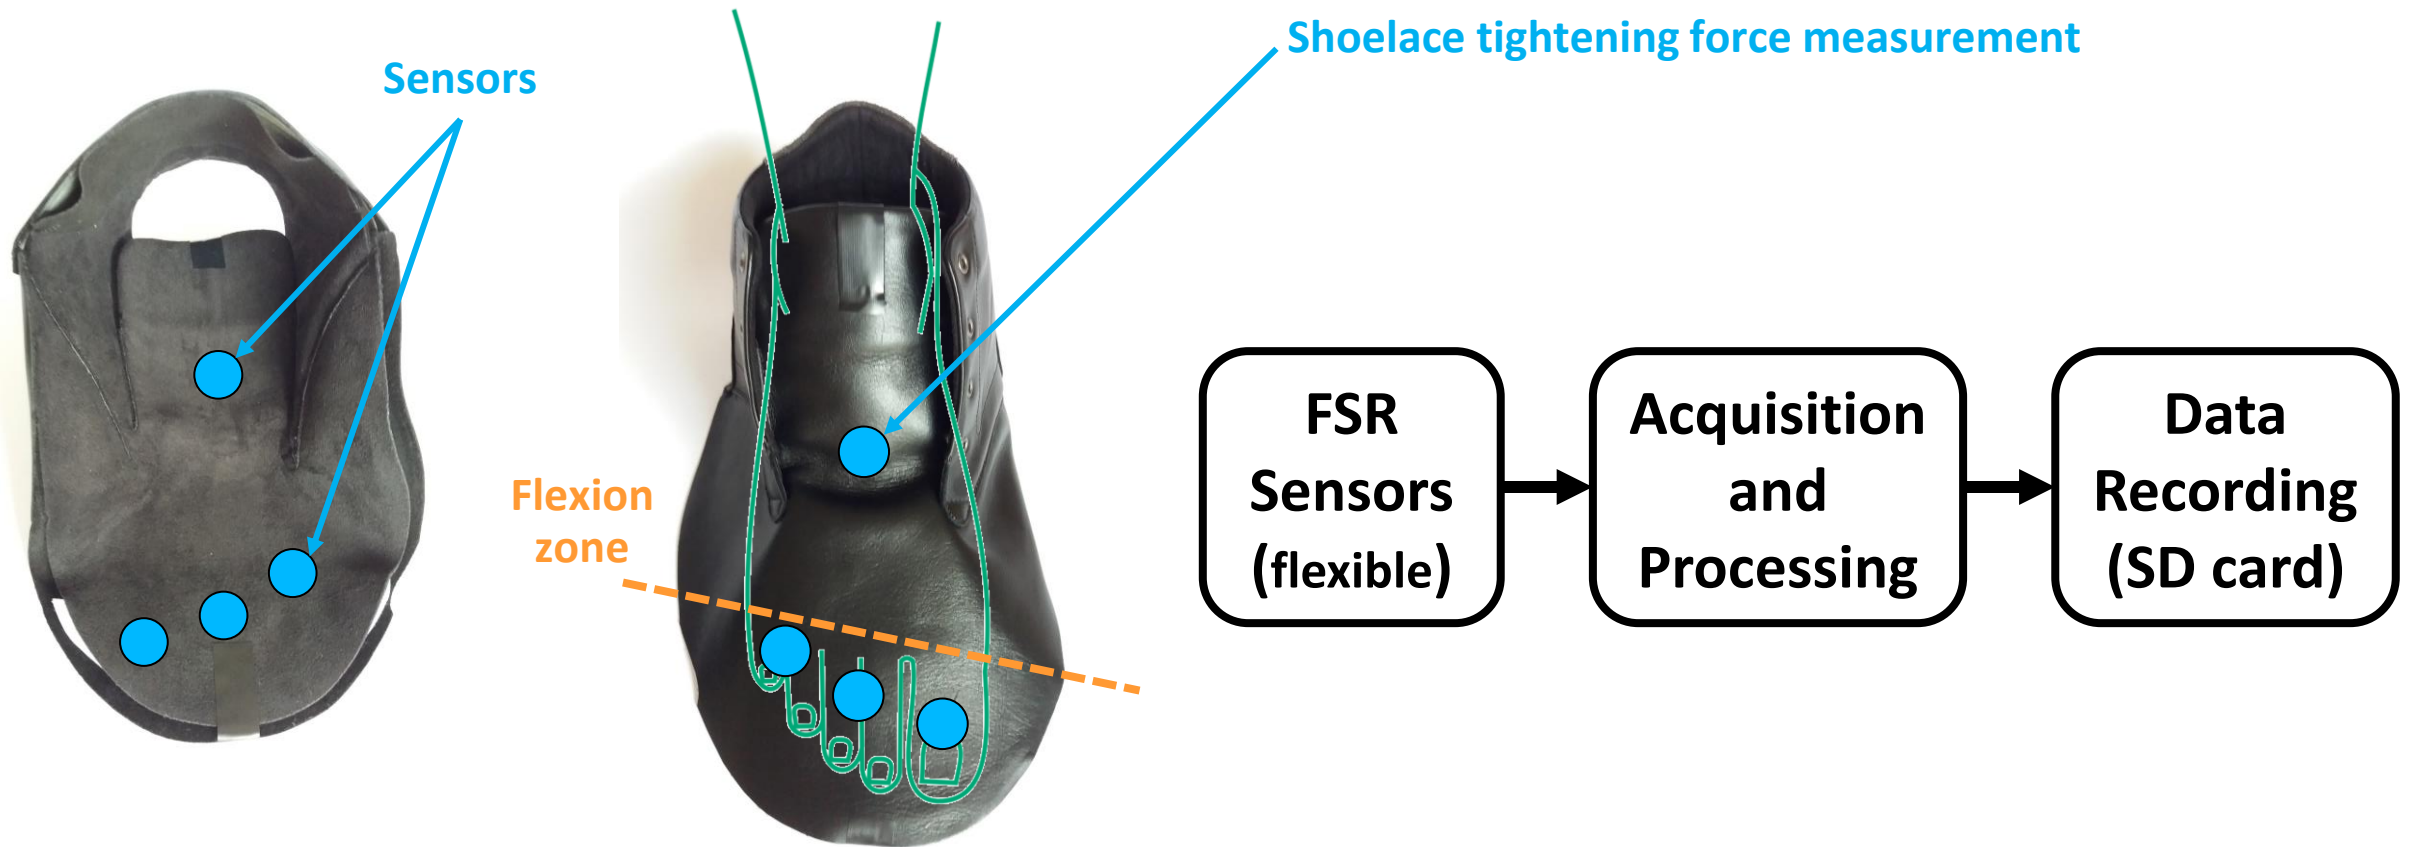 Sensors
Shoelace tightening force measurement
Flexion
zone
FSR
Sensors
(flexible)
Acquisition
and
Processing
Data
Recording
(SD card)